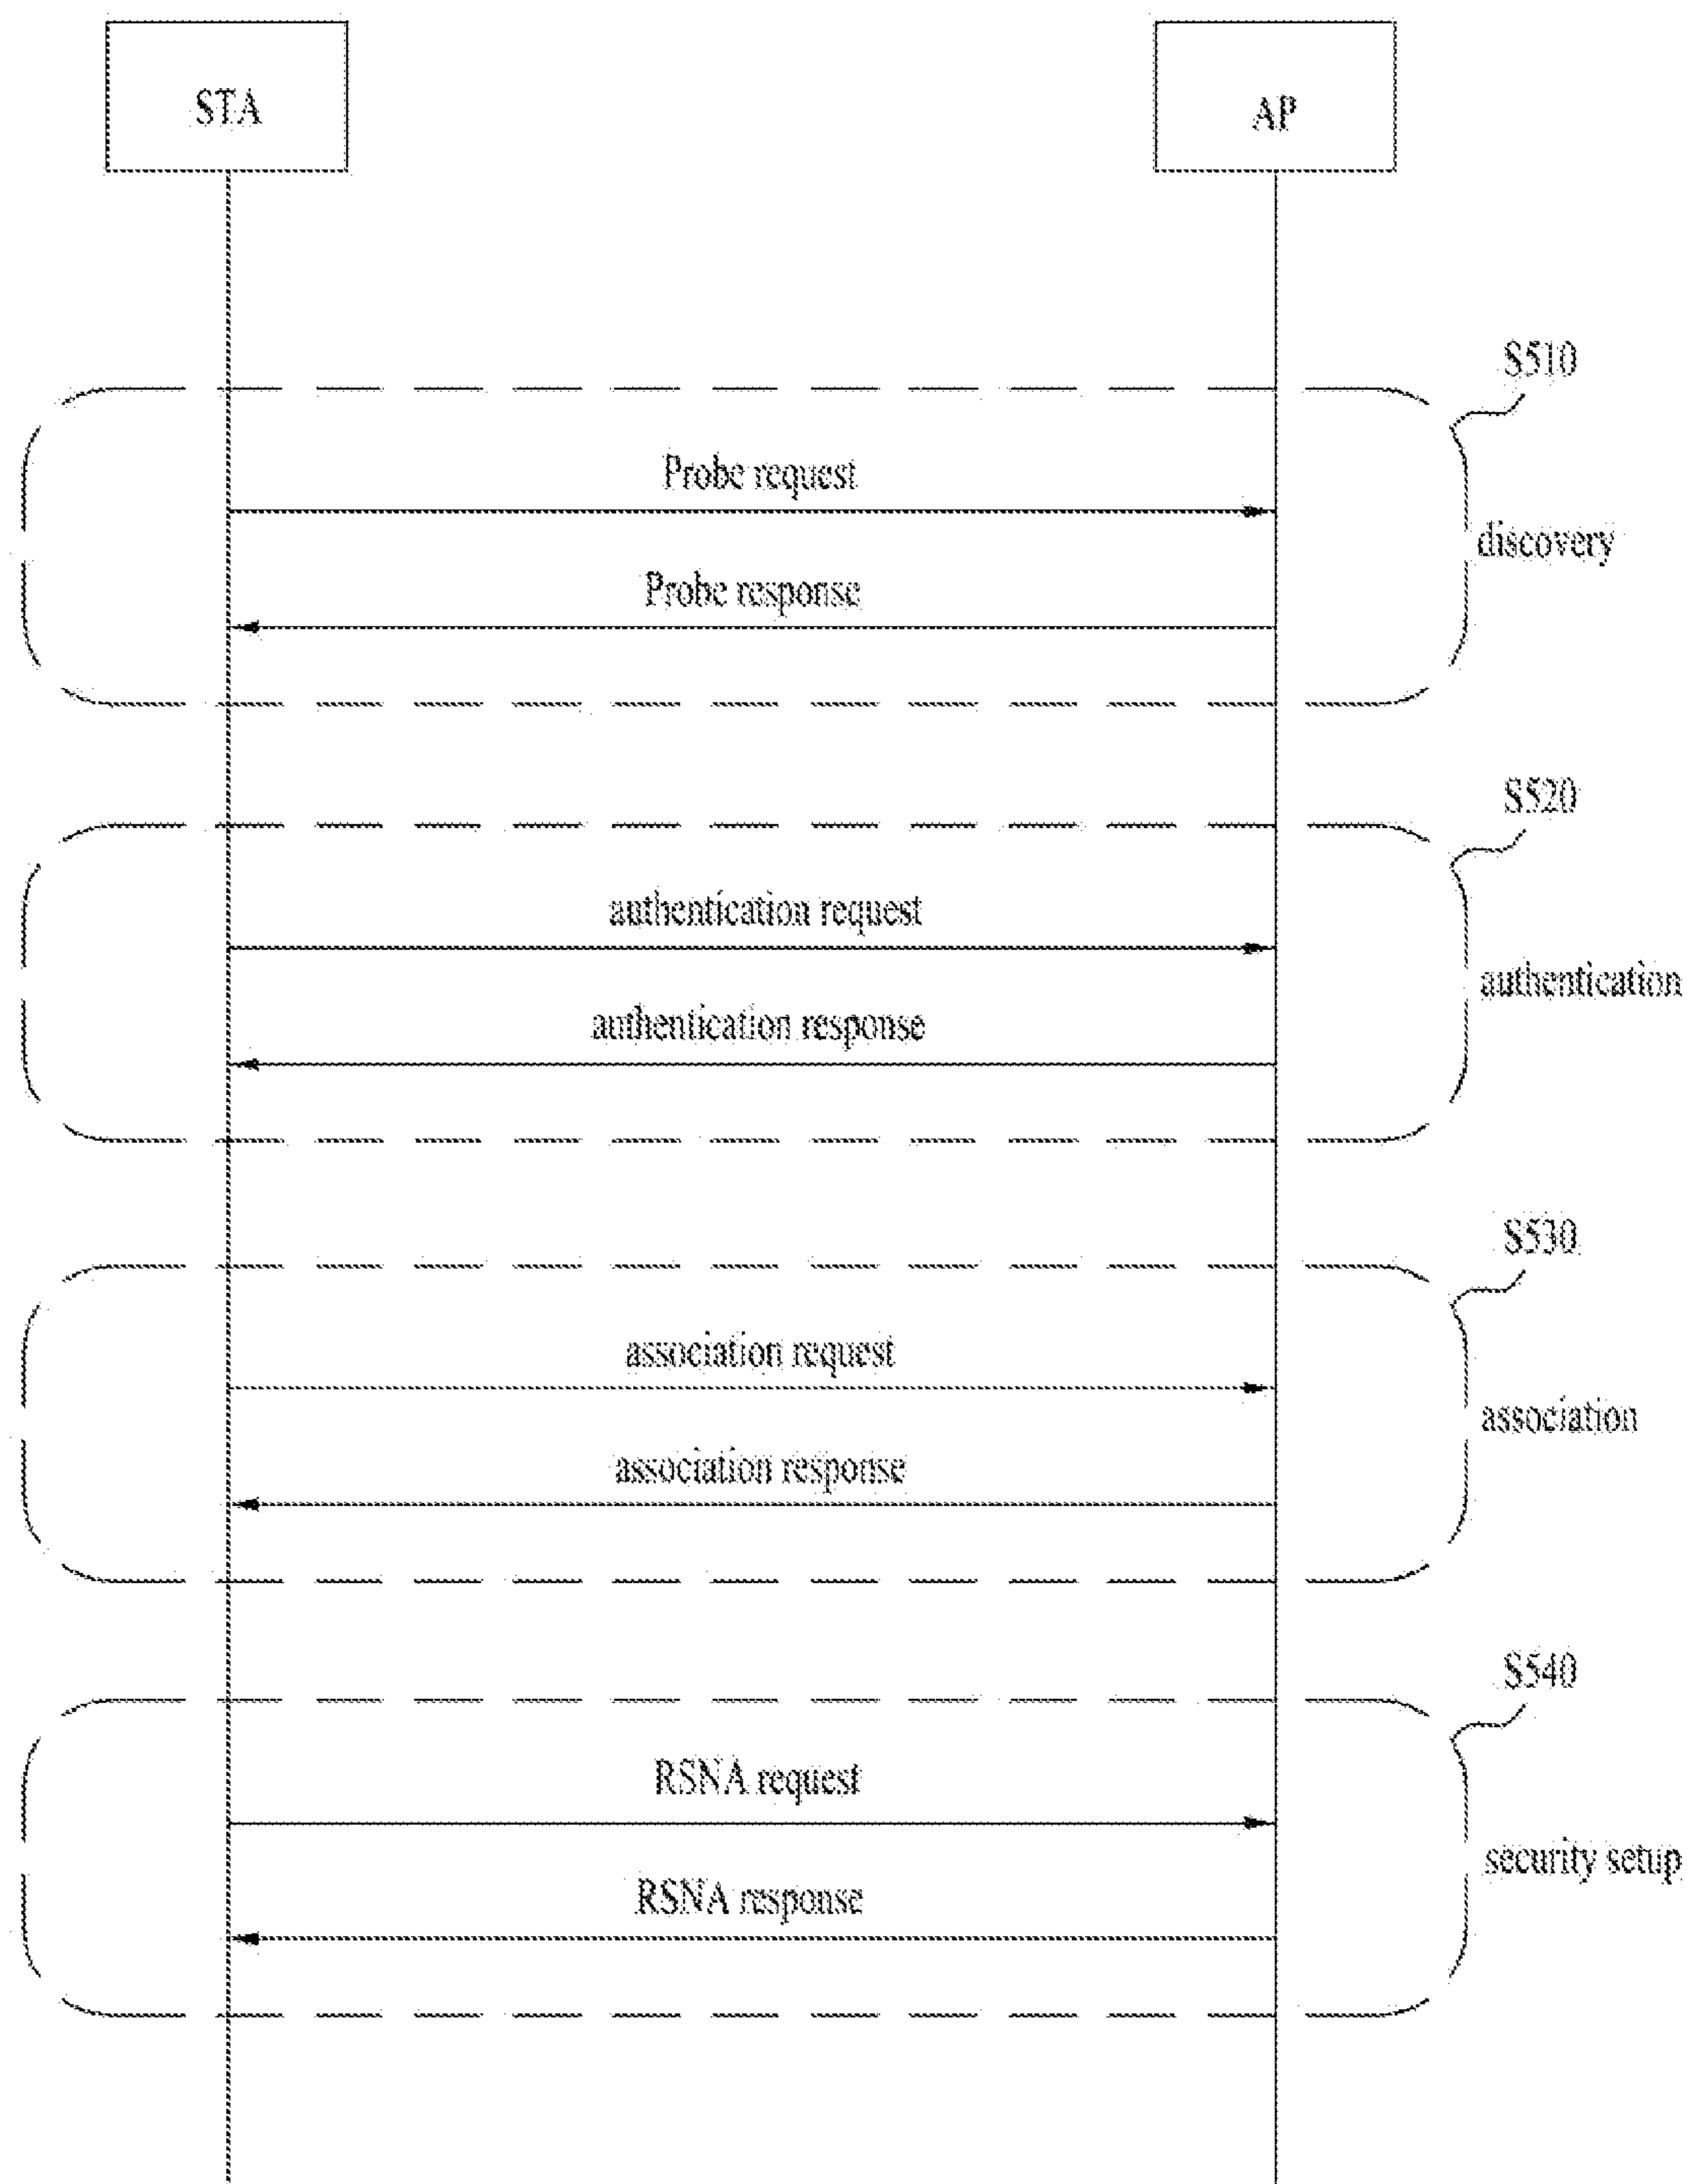 STA
AP
S510
Probe request
discovery
Probe response
S520
authentication request
authentication
authentication response
S530
association request
association
association response
S540
RSNA request
security setup
RSNA response